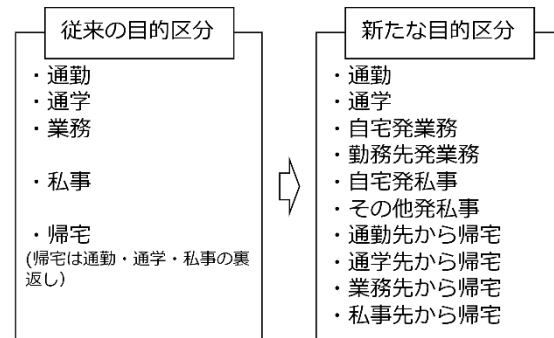 従来の目的区分
・通勤
・通学
・業務
・私事
・帰宅
(帰宅は通勤・通学・私事の裏
返し)
新たな目的区分
・通勤
・通学
・自宅発業務
・勤務先発業務
・自宅発私事
・その他発私事
・通勤先から帰宅
・通学先から帰宅
・業務先から帰宅
・私事先から帰宅